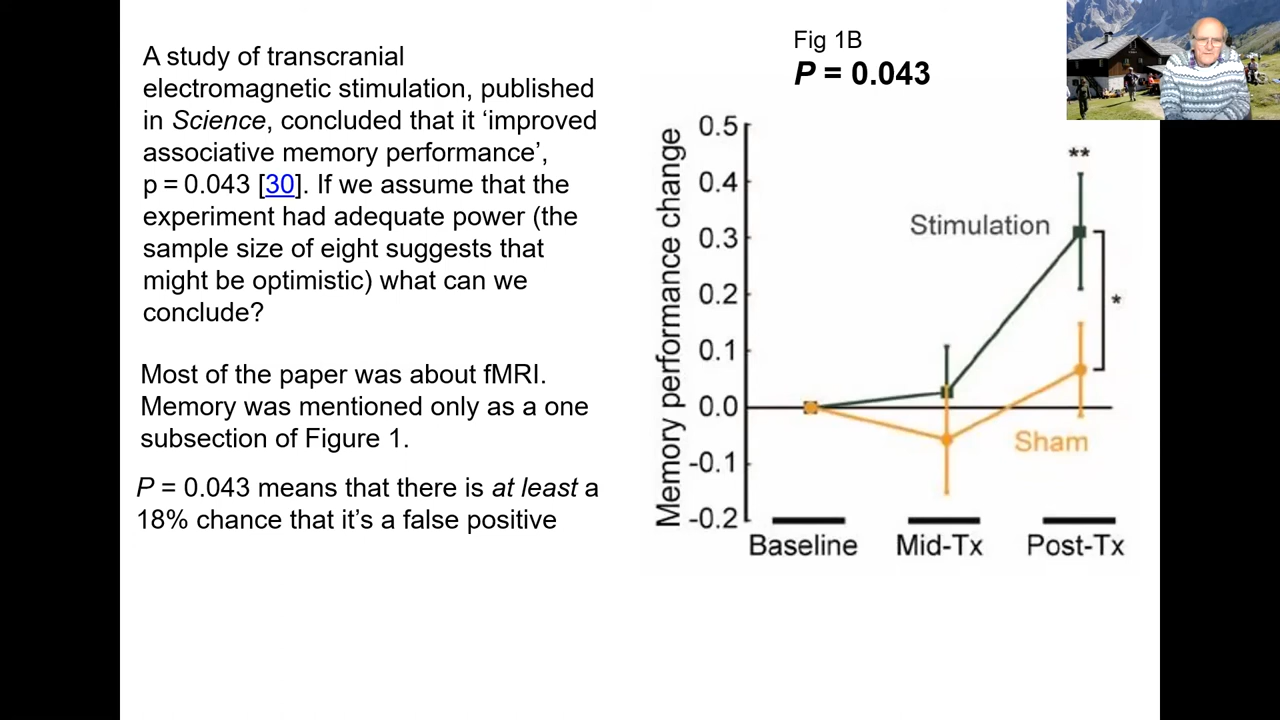 A study of transcranial
electromagnetic stimulation, published
in Science, concluded that it ‘improved
associative memory performance’,
p = 0.043 [30]. If we assume that the
experiment had adequate power (the
sample size of eight suggests that
might be optimistic) what can we
conclude?
Most of the paper was about fMRI.
Memory was mentioned only as a one
subsection of Figure 1.
P = 0.043 means that there is at least a
18% chance that it’s a false positive
Fig 1B
P = 0.043
Memory performance change
0.5
0.4
0.3
0.2
0.1
0.0
-0.1
-0.2
**
Stimulation
*
Sham
Baseline Mid-Tx Post-Tx